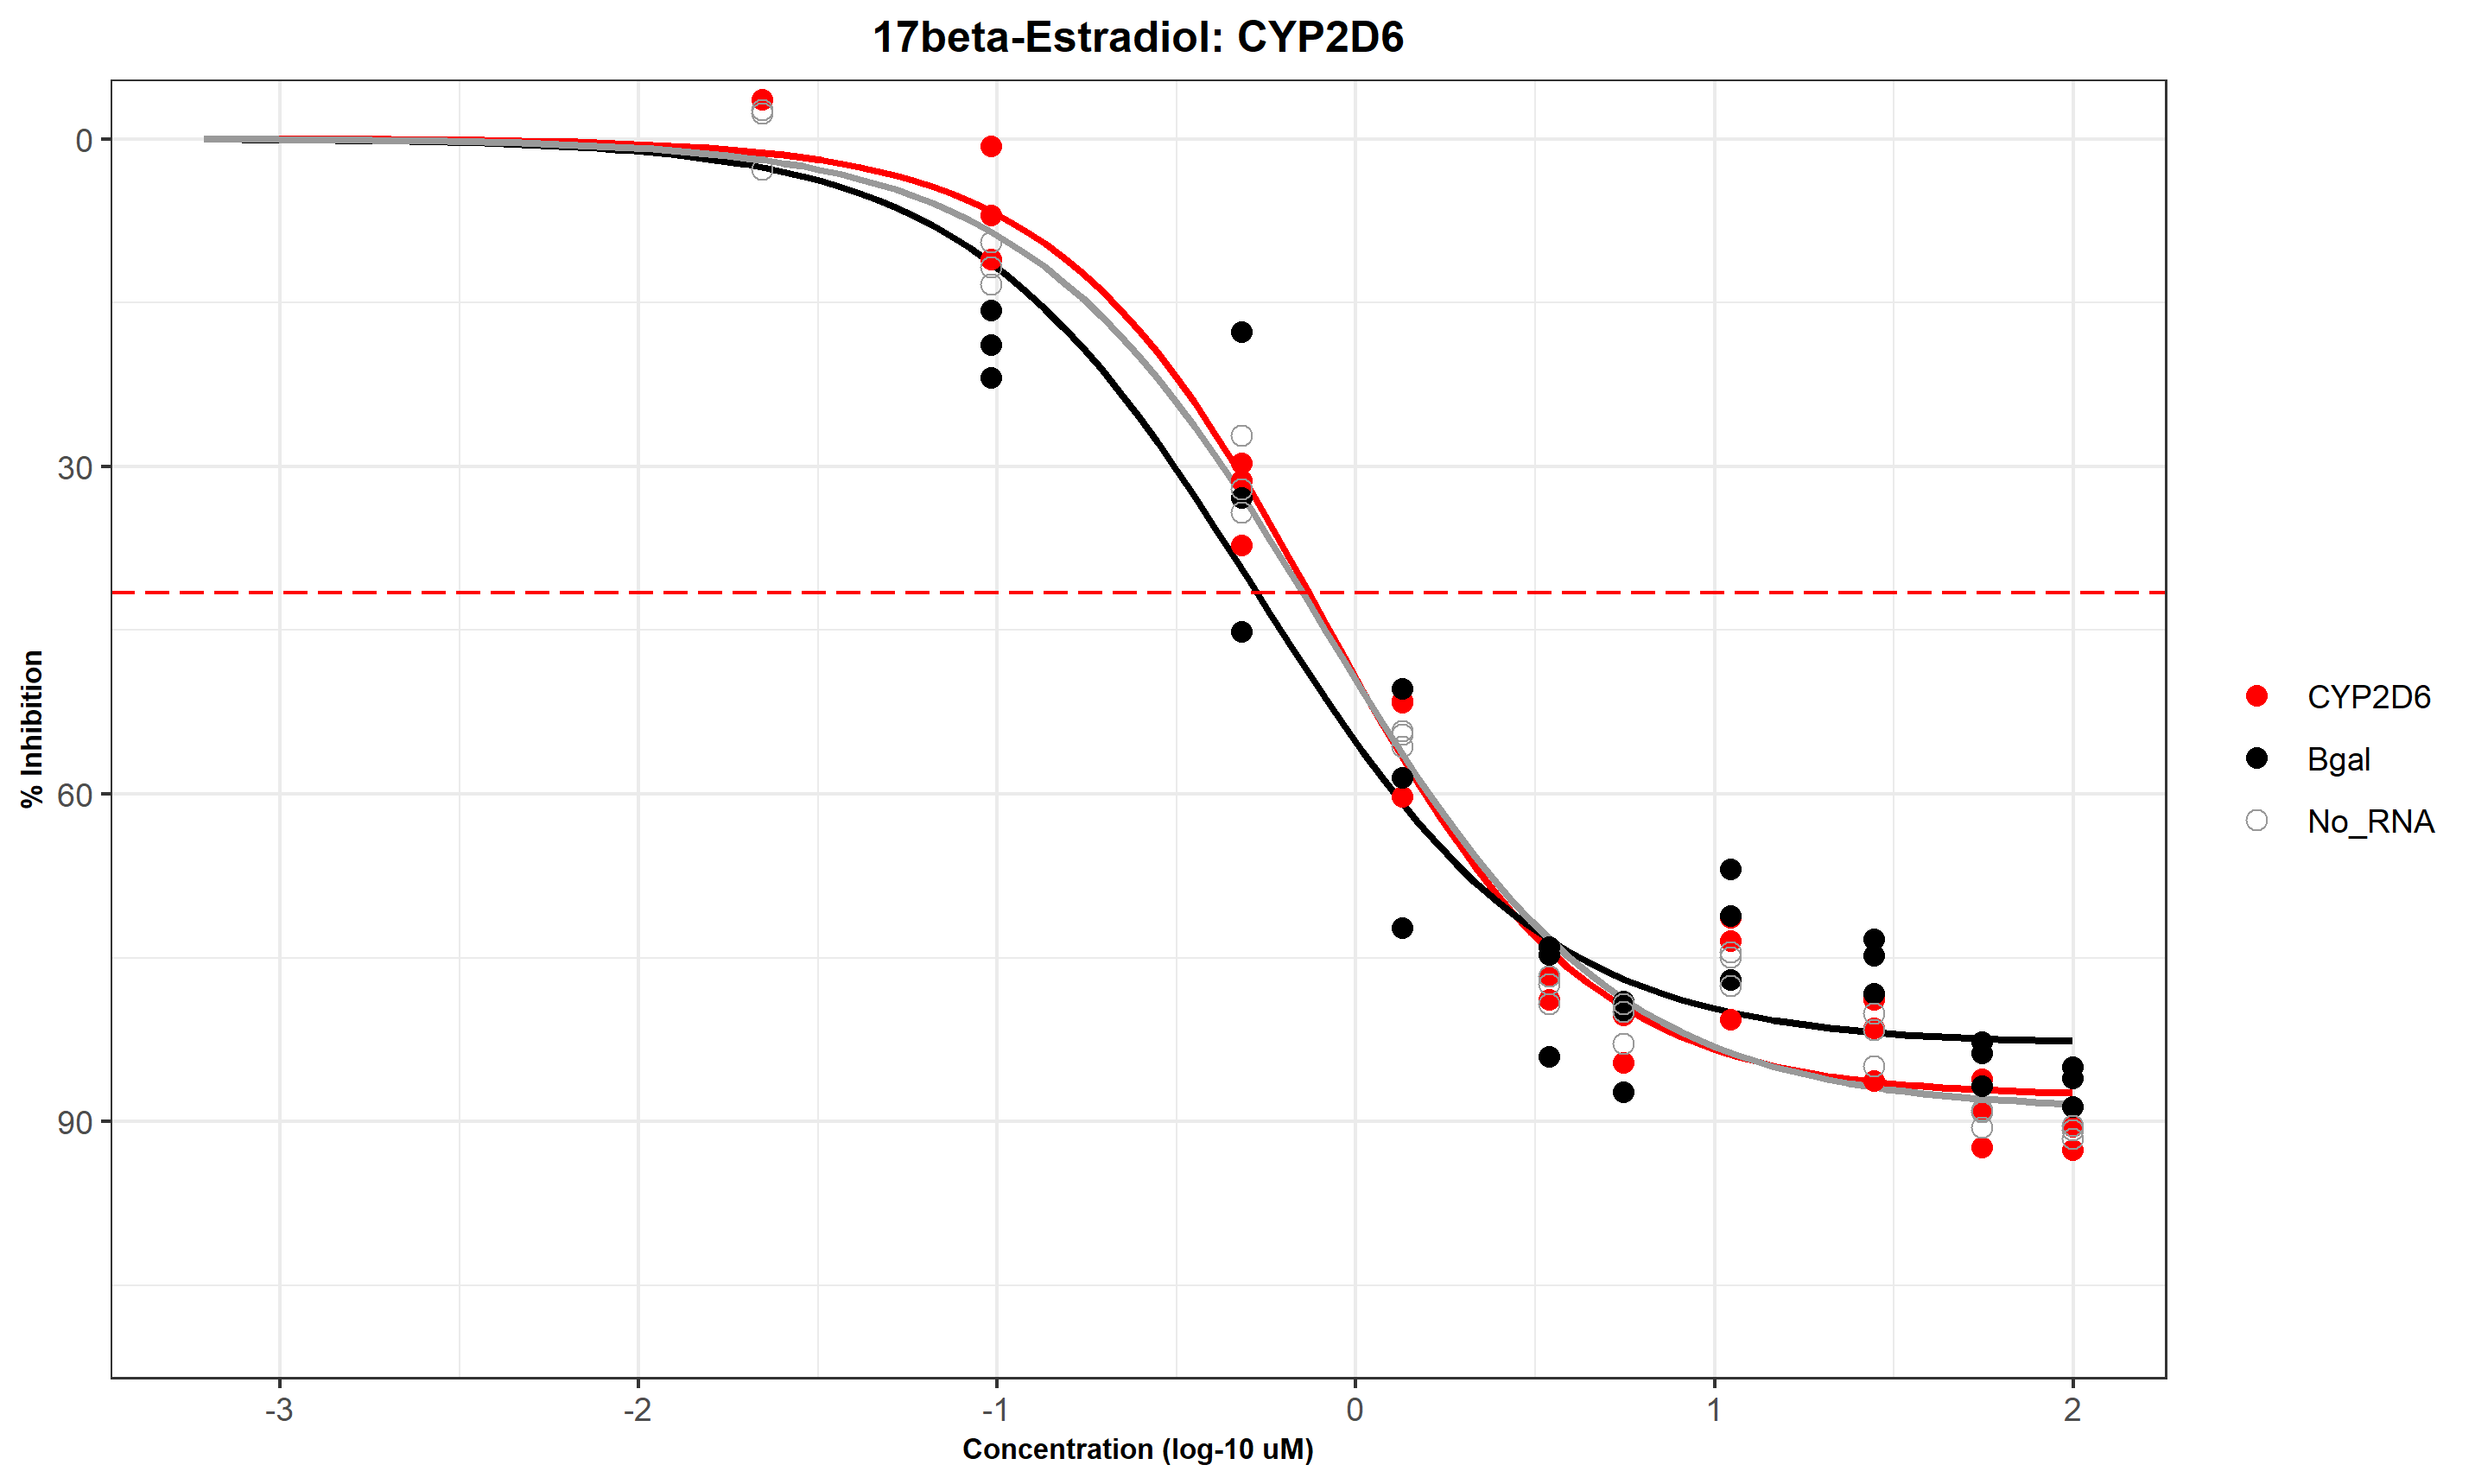 17beta-Estradiol: CYP2D6
0
30
60
90
% Inhibition
-3 -2 -1 0 1 2
Concentration (log-10 uM)
CYP2D6
Bgal
No_RNA